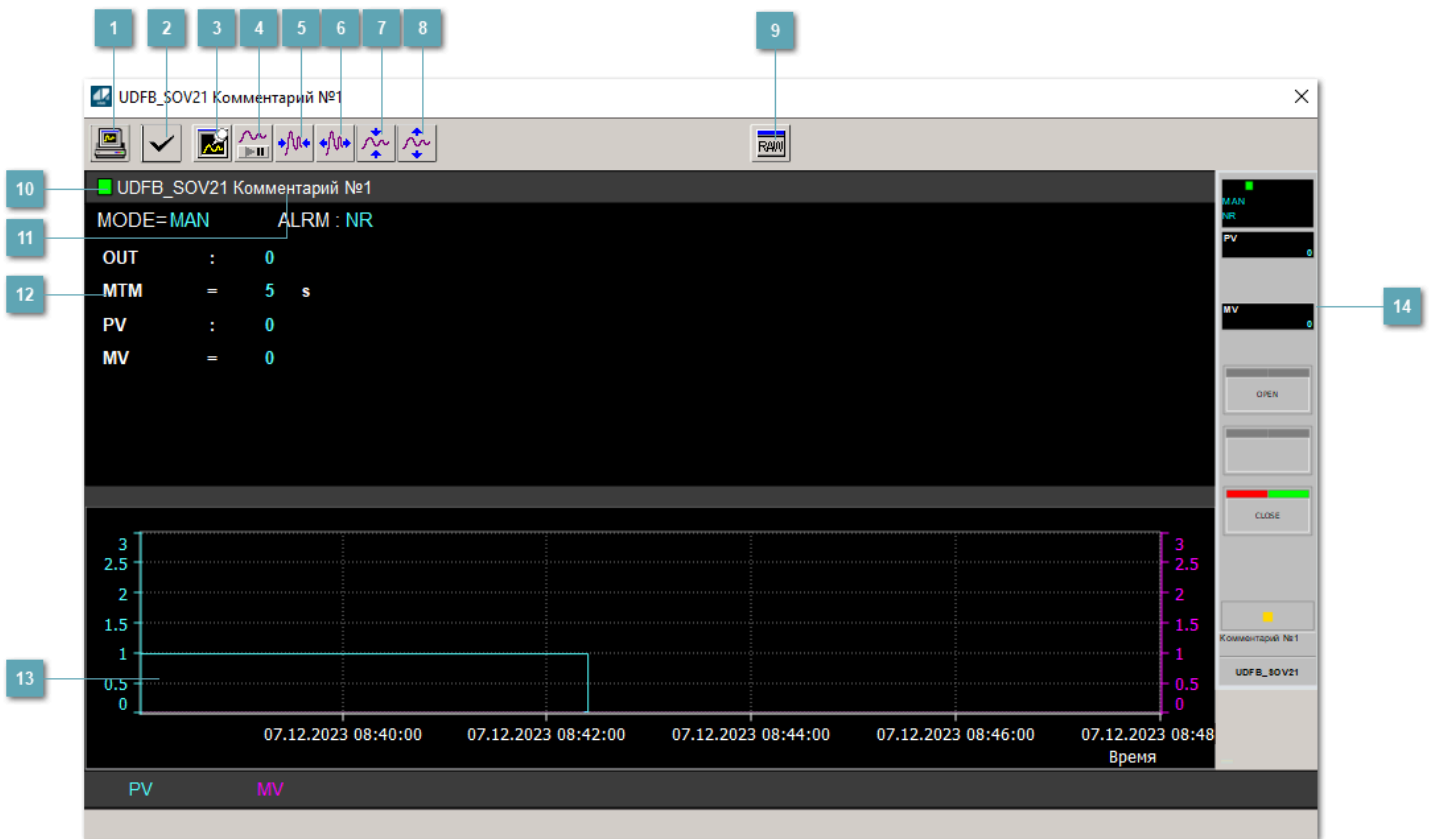 1 2 3 4 5 6 7 8 9
UDFB_SOV21 Комментарий №1
RAW
10
UDFB_SOV21 Комментарий №1
MODE=MAN ALRM : NR
11
OUT : 0
12
MTM = 5 s
PV : 0
MV = 0
MAN
NR
PV
0
MV
0
14
OPEN
CLOSE
Комментарий №1
UDFB_SOV21
13
3
2.5
2
1.5
1
0.5
0
3
2.5
2
1.5
1
0.5
0
07.12.2023 08:40:00 07.12.2023 08:42:00 07.12.2023 08:44:00 07.12.2023 08:46:00 07.12.2023 08:48
Время
PV MV